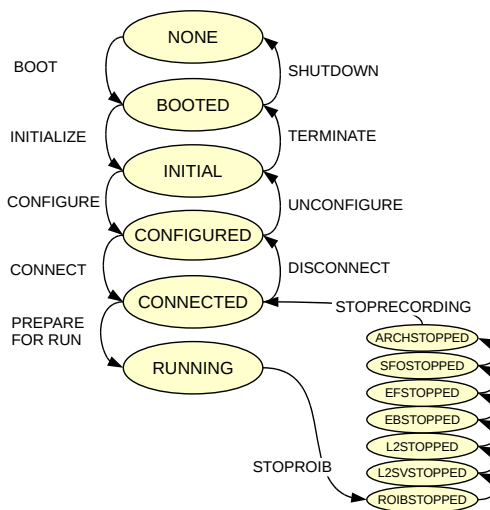 NONE
BOOT
SHUTDOWN
BOOTED
INITIALIZE
TERMINATE
INITIAL
CONFIGURE
UNCONFIGURE
CONFIGURED
CONNECT
DISCONNECT
CONNECTED
STOPRECORDING
PREPARE
FOR RUN
ARCHSTOPPED
RUNNING
SFOSTOPPED
EFSTOPPED
EBSTOPPED
L2STOPPED
STOPROIB
L2SVSTOPPED
ROIBSTOPPED